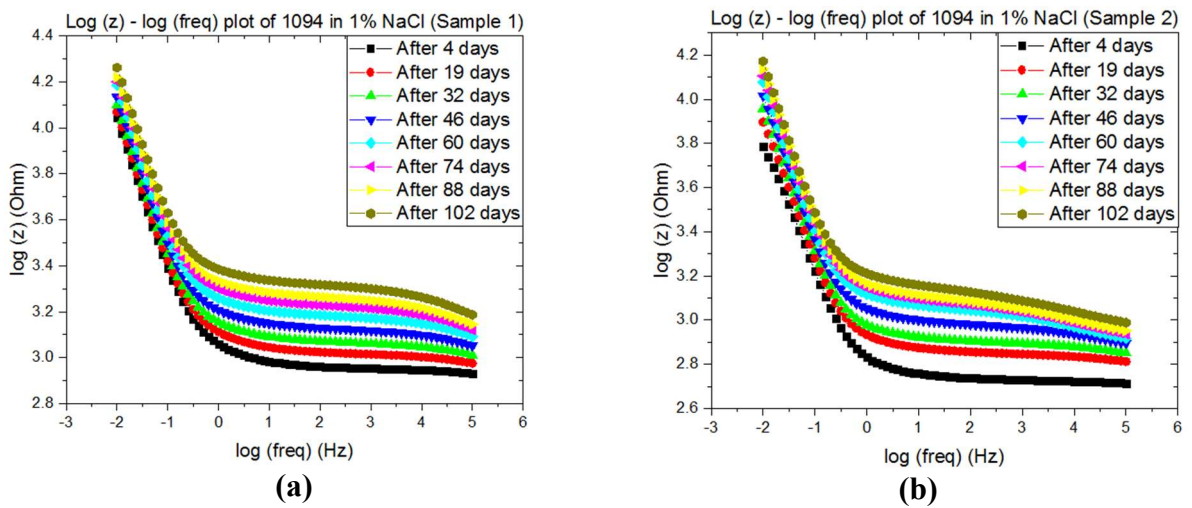 Log (z) - log (freq) plot of 1094 in 1% NaCl (Sample 1)
4.4
4.2
4.0
3.8
3.6
3.4
3.2
3.0
2.8
log (z) (Ohm)
After 4 days
After 19 days
After 32 days
After 46 days
After 60 days
After 74 days
After 88 days
After 102 days
-3 -2 -1 0 1 2 3 4 5 6
log (freq) (Hz)
(a)
Log (z) - log (freq) plot of 1094 in 1% NaCl (Sample 2)
4.2
4.0
3.8
3.6
3.4
3.2
3.0
2.8
2.6
log (z) (Ohm)
After 4 days
After 19 days
After 32 days
After 46 days
After 60 days
After 74 days
After 88 days
After 102 days
-3 -2 -1 0 1 2 3 4 5 6
log (freq) (Hz)
(b)